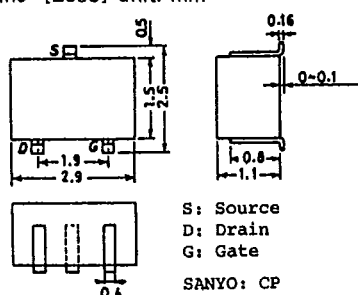 unit: mm
0.5
0.16
S
1.5
2.5
0~0.1
D
G
1.9
2.9
0.8
1.1
S: Source
D: Drain
G: Gate
0.4
SANYO: CP